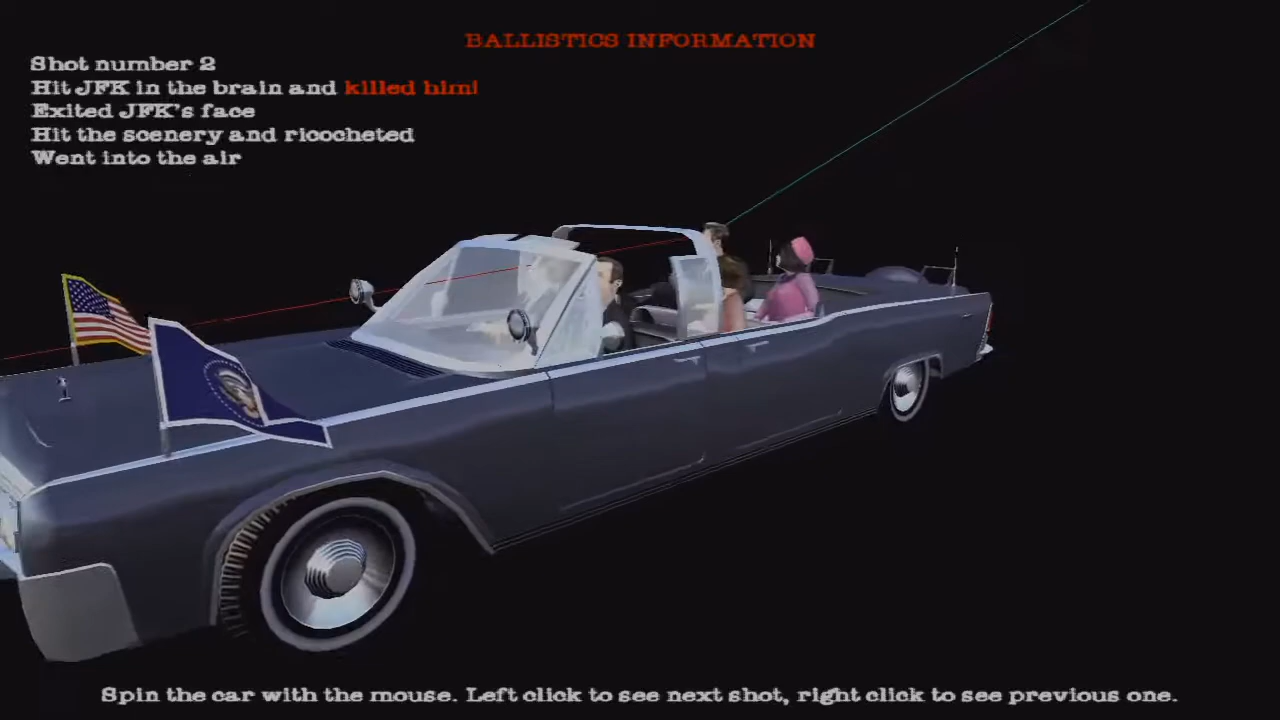 BALLISTICS INFORMATION
Shot number 2
Hit JFK in the brain and killed him!
Exited JFK's face
Hit the scenery and ricocheted
Went into the air
Spin the car with the mouse. Left click to see next shot, right click to see previous one.